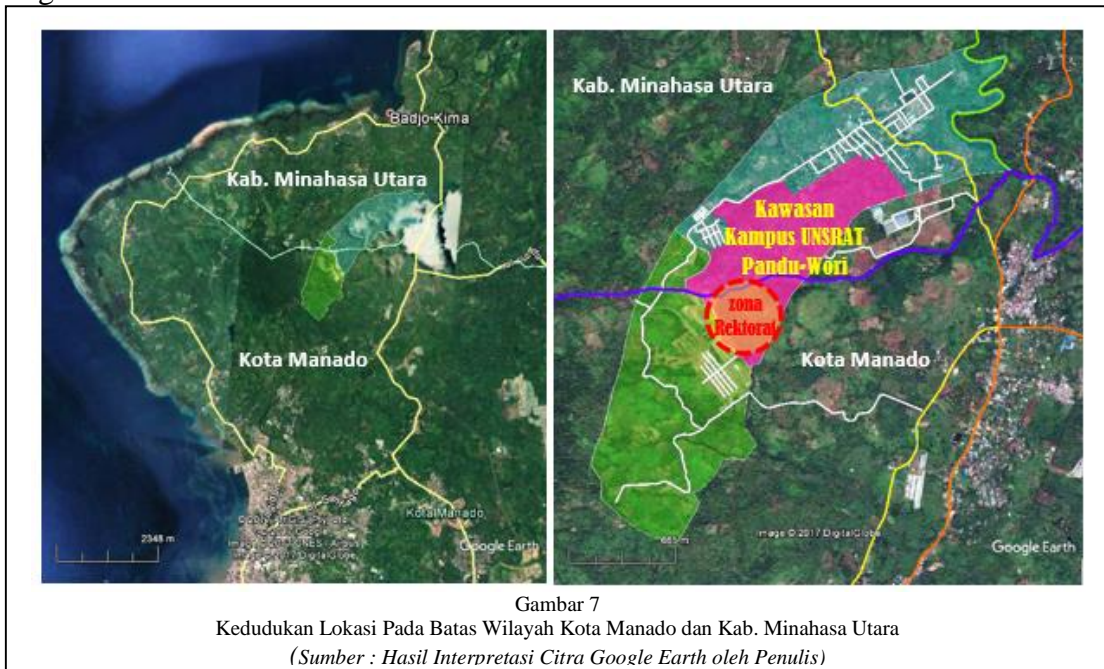 Badjo Kima
Kab. Minahasa Utara
Kota Manado
Kota Manado
2348 m
Google Earth
Kab. Minahasa Utara
Kawasan
Kampus UNSRAT
Pandu-Wori
zona
Rektorat
Kota Manado
665 m
Image © 2017 DigitalGlobe
Google Earth
Gambar 7
Kedudukan Lokasi Pada Batas Wilayah Kota Manado dan Kab. Minahasa Utara
(Sumber : Hasil Interpretasi Citra Google Earth oleh Penulis)